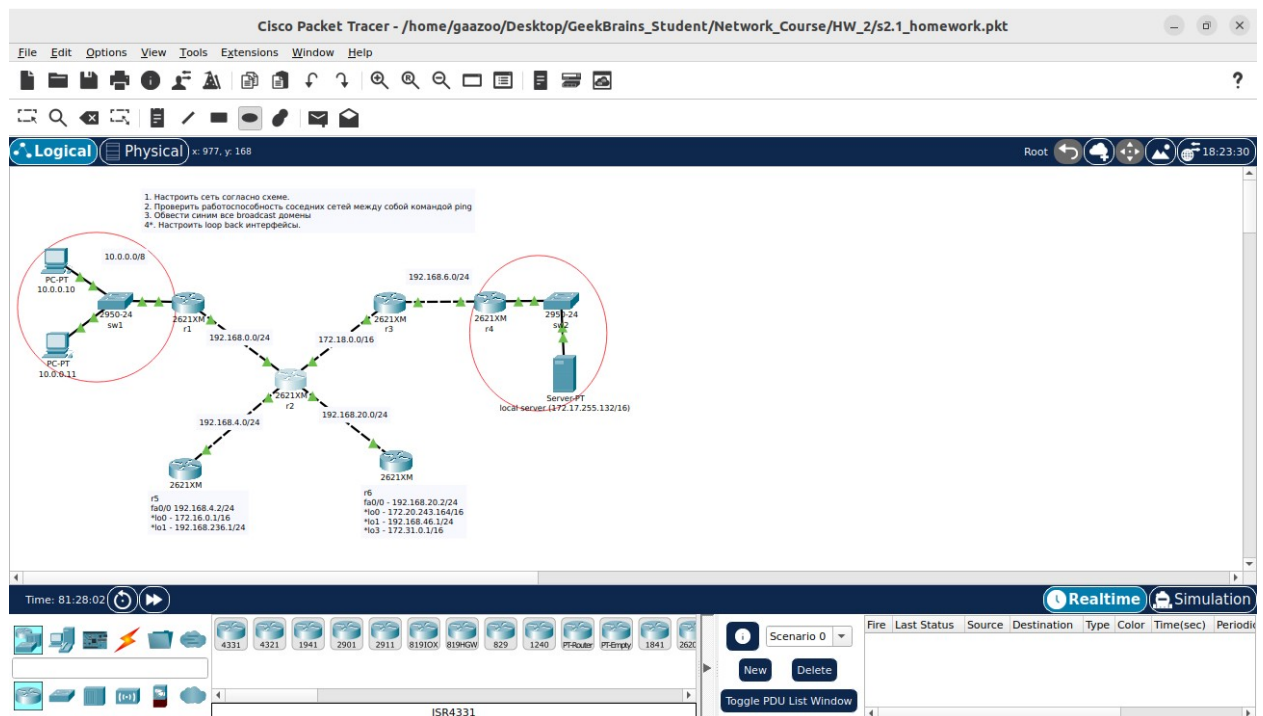 Cisco Packet Tracer - /home/gaazoo/Desktop/GeekBrains_Student/Network_Course/HW_2/s2.1_homework.pkt
File Edit Options View Tools Extensions Window Help
?
Logical Physical x: 977, y: 168 Root 18:23:30
1. Настроить сеть согласно схеме.
2. Проверить работоспособность соседних сетей между собой командой ping
3. Обвести синим все broadcast домены
4*. Настроить loop back интерфейсы.
10.0.0.0/8
PC-PT
10.0.0.10
2950-24
sw1
2621XM
r1
PC-PT
10.0.0.11
192.168.0.0/24
172.18.0.0/16
192.168.6.0/24
2621XM
r3
2621XM
r4
2950-24
sw2
Server-PT
local server (172.17.255.132/16)
2621XM
r2
192.168.4.0/24
192.168.20.0/24
2621XM
r5
fa0/0 192.168.4.2/24
*lo0 - 172.16.0.1/16
*lo1 - 192.168.236.1/24
2621XM
r6
fa0/0 - 192.168.20.2/24
*lo0 - 172.20.243.164/16
*lo1 - 192.168.46.1/24
*lo3 - 172.31.0.1/16
Time: 81:28:02 Realtime Simulation
4331 4321 1941 2901 2911 819IOX 819HGW 829 1240 PT-Router PT-Empty 1841 262C
ISR4331
Scenario 0
New Delete
Toggle PDU List Window
Fire Last Status Source Destination Type Color Time(sec) Periodic